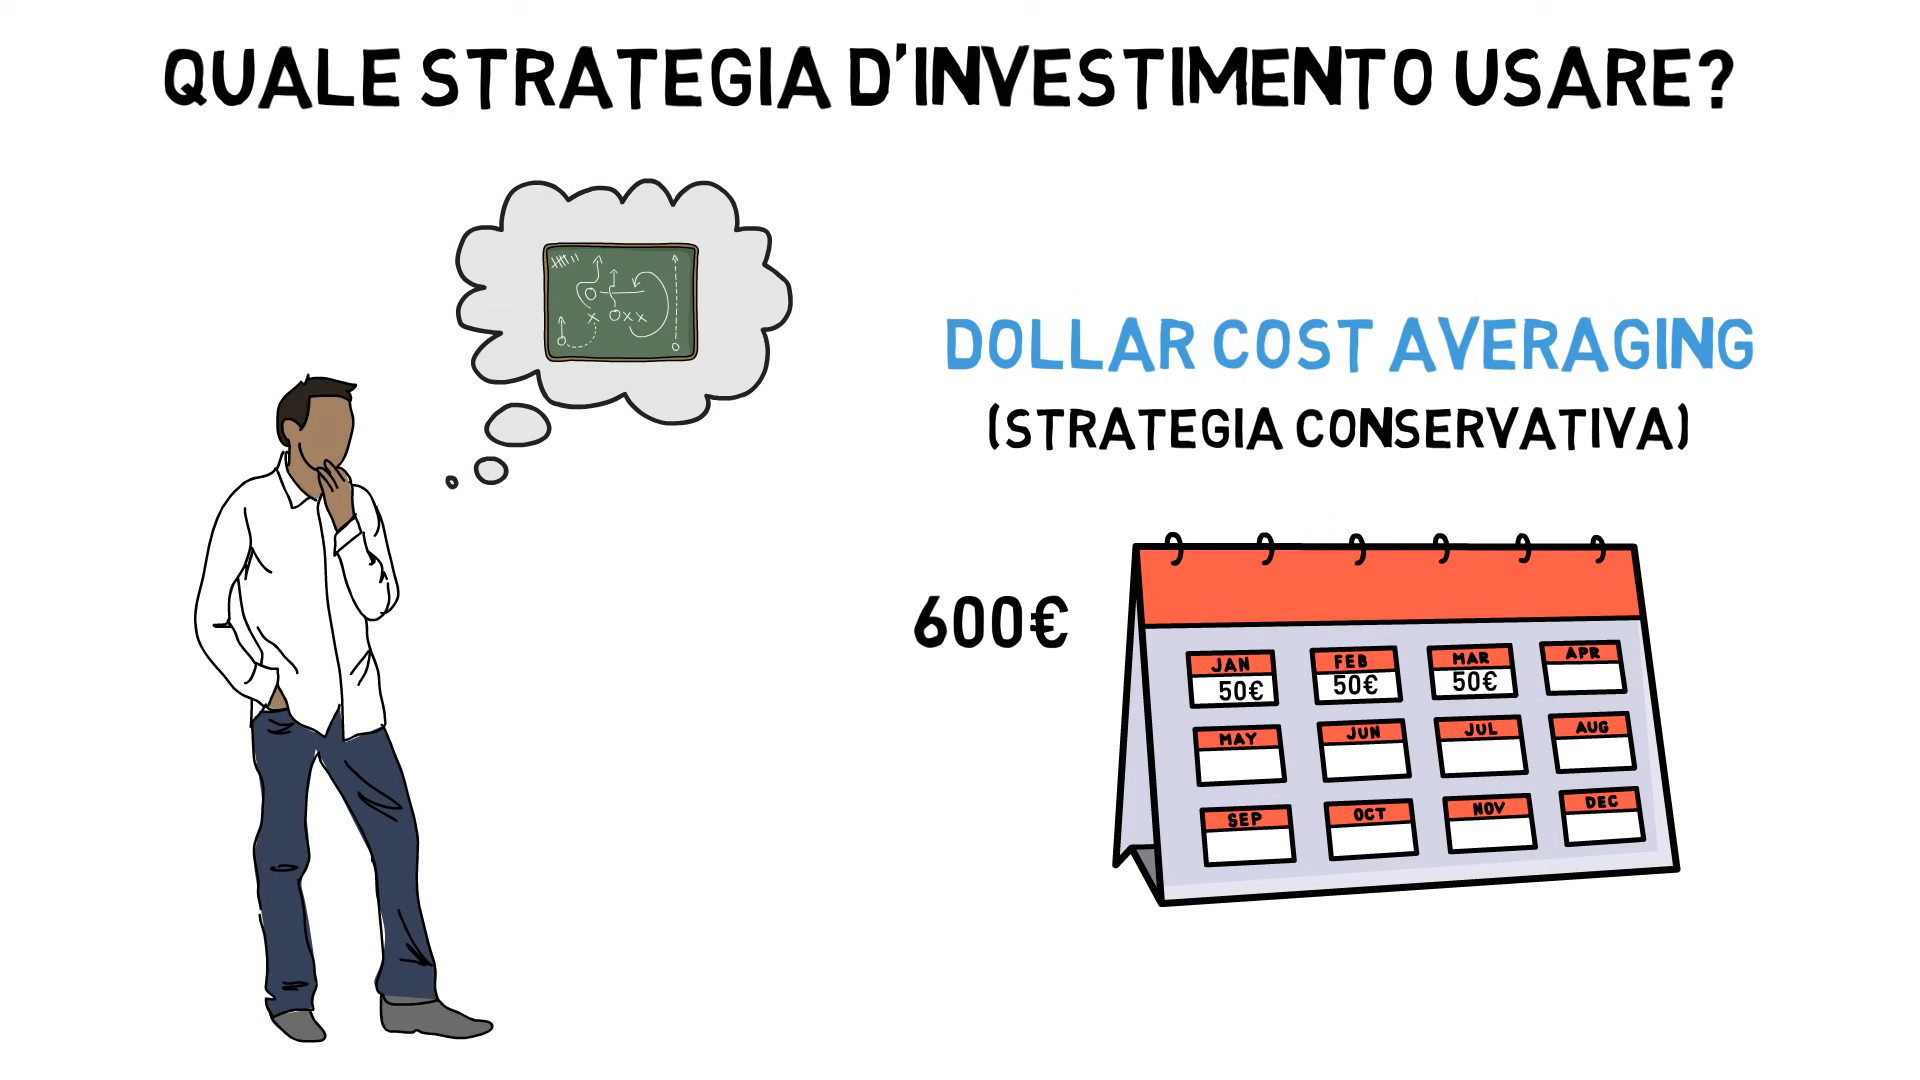 QUALE STRATEGIA D'INVESTIMENTO USARE?
DOLLAR COST AVERAGING
(STRATEGIA CONSERVATIVA)
600€
JAN FEB MAR APR
50€ 50€ 50€
MAY JUN JUL AUG
SEP OCT NOV DEC